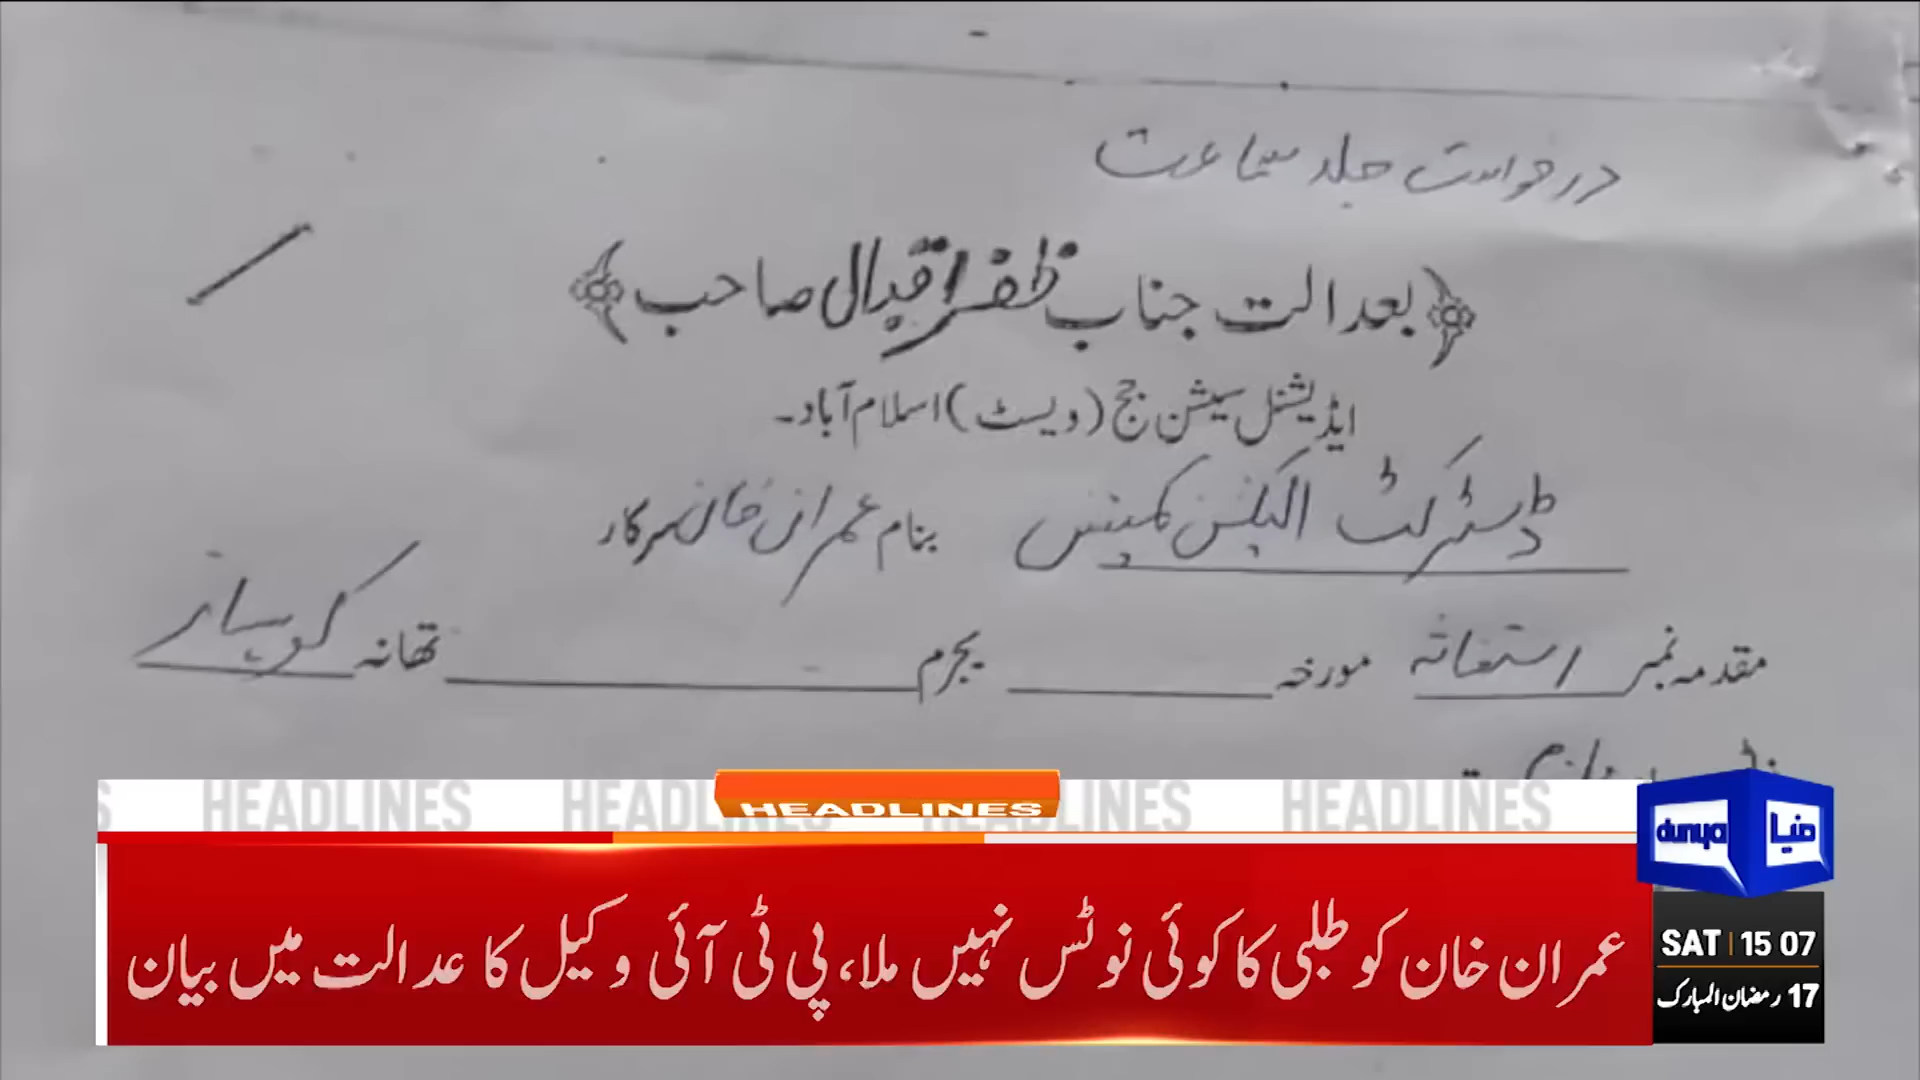 درخواست جلد سماعت
﴿بعدالت جناب ظفر اقبال صاحب﴾
ایڈیشنل سیشن جج (ویسٹ) اسلام آباد۔
ڈسٹرکٹ الیکشن کمیشن بنام عمران خان سرکار
مقدمہ نمبر استغاثہ مورخہ بجرم تھانہ کوہسار
HEADLINES HEADLINES HEADLINES
HEADLINES
dunya دنیا
عمران خان کو طلبی کا کوئی نوٹس نہیں ملا، پی ٹی آئی وکیل کا عدالت میں بیان
SAT 15 07
17 رمضان المبارک